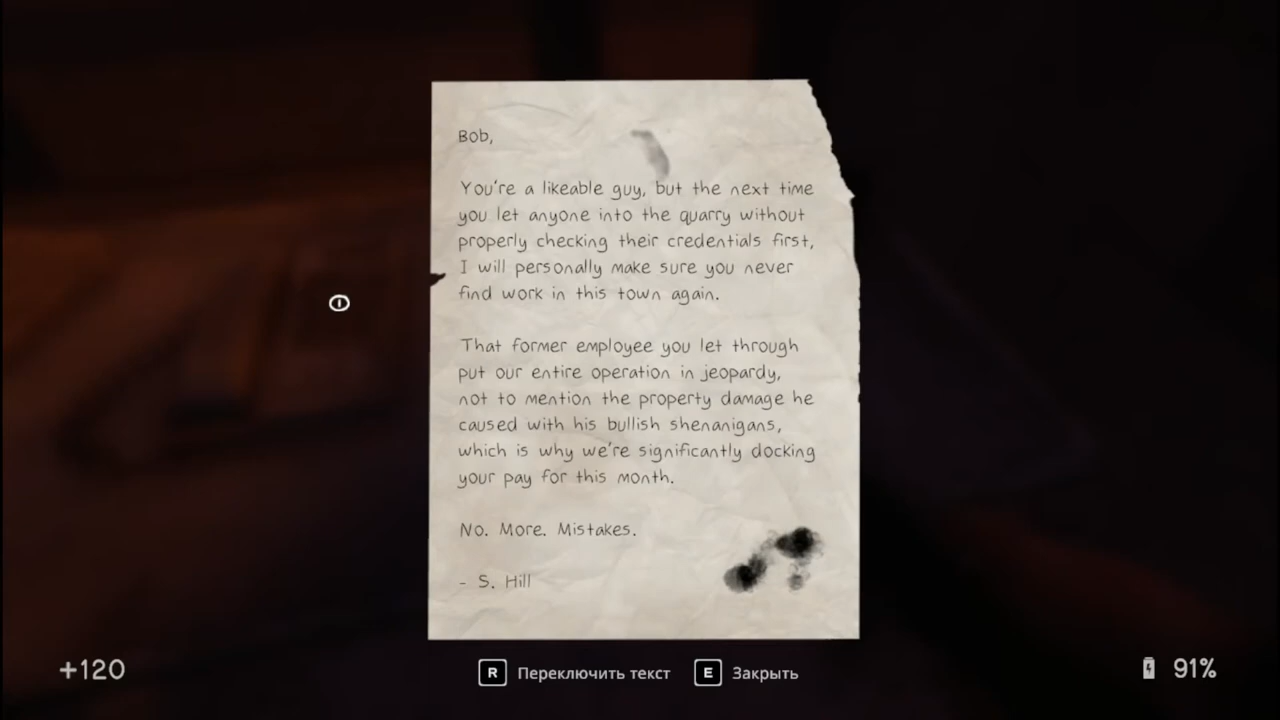 Bob,
You're a likeable guy, but the next time
you let anyone into the quarry without
properly checking their credentials first,
I will personally make sure you never
find work in this town again.
That former employee you let through
put our entire operation in jeopardy,
not to mention the property damage he
caused with his bullish shenanigans,
which is why we're significantly docking
your pay for this month.
No. More. Mistakes.
- S. Hill
+120
R Переключить текст E Закрыть
91%